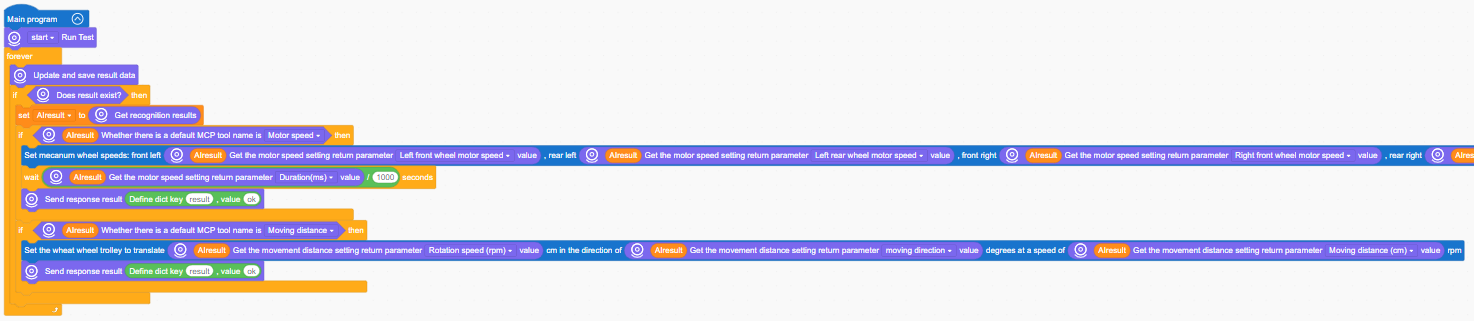 Main program
start Run Test
forever
Update and save result data
if Does result exist? then
set AIresult to Get recognition results
if AIresult Whether there is a default MCP tool name is Motor speed then
Set mecanum wheel speeds: front left AIresult Get the motor speed setting return parameter Left front wheel motor speed value , rear left AIresult Get the motor speed setting return parameter Left rear wheel motor speed value , front right AIresult Get the motor speed setting return parameter Right front wheel motor speed value , rear right AIres
wait AIresult Get the motor speed setting return parameter Duration(ms) value / 1000 seconds
Send response result Define dict key result , value ok
if AIresult Whether there is a default MCP tool name is Moving distance then
Set the wheat wheel trolley to translate AIresult Get the movement distance setting return parameter Rotation speed (rpm) value cm in the direction of AIresult Get the movement distance setting return parameter moving direction value degrees at a speed of AIresult Get the movement distance setting return parameter Moving distance (cm) value rpm
Send response result Define dict key result , value ok